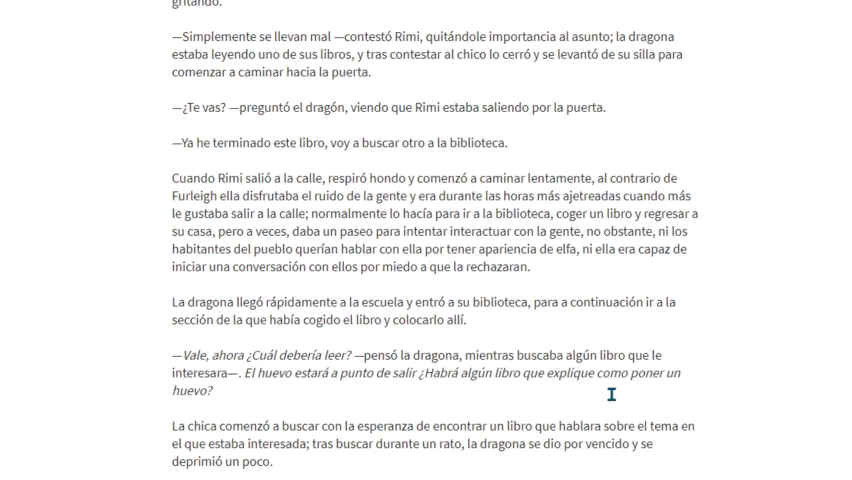 gritando.
—Simplemente se llevan mal —contestó Rimi, quitándole importancia al asunto; la dragona
estaba leyendo uno de sus libros, y tras contestar al chico lo cerró y se levantó de su silla para
comenzar a caminar hacia la puerta.
—¿Te vas? —preguntó el dragón, viendo que Rimi estaba saliendo por la puerta.
—Ya he terminado este libro, voy a buscar otro a la biblioteca.
Cuando Rimi salió a la calle, respiró hondo y comenzó a caminar lentamente, al contrario de
Furleigh ella disfrutaba el ruido de la gente y era durante las horas más ajetreadas cuando más
le gustaba salir a la calle; normalmente lo hacía para ir a la biblioteca, coger un libro y regresar a
su casa, pero a veces, daba un paseo para intentar interactuar con la gente, no obstante, ni los
habitantes del pueblo querían hablar con ella por tener apariencia de elfa, ni ella era capaz de
iniciar una conversación con ellos por miedo a que la rechazaran.
La dragona llegó rápidamente a la escuela y entró a su biblioteca, para a continuación ir a la
sección de la que había cogido el libro y colocarlo allí.
—Vale, ahora ¿Cuál debería leer? —pensó la dragona, mientras buscaba algún libro que le
interesara—. El huevo estará a punto de salir ¿Habrá algún libro que explique como poner un
huevo?
La chica comenzó a buscar con la esperanza de encontrar un libro que hablara sobre el tema en
el que estaba interesada; tras buscar durante un rato, la dragona se dio por vencido y se
deprimió un poco.